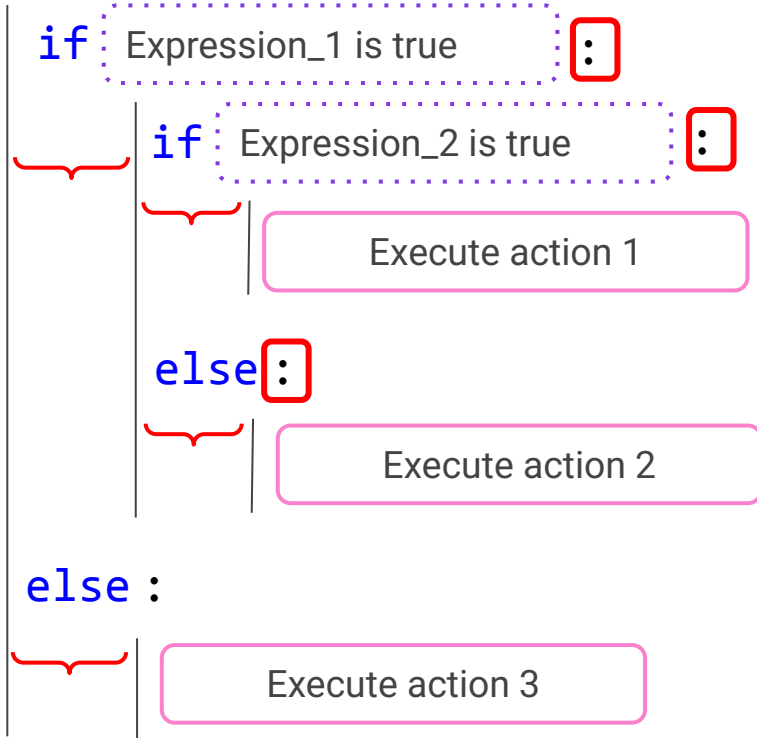 if Expression_1 is true :
if Expression_2 is true :
Execute action 1
else :
Execute action 2
else :
Execute action 3